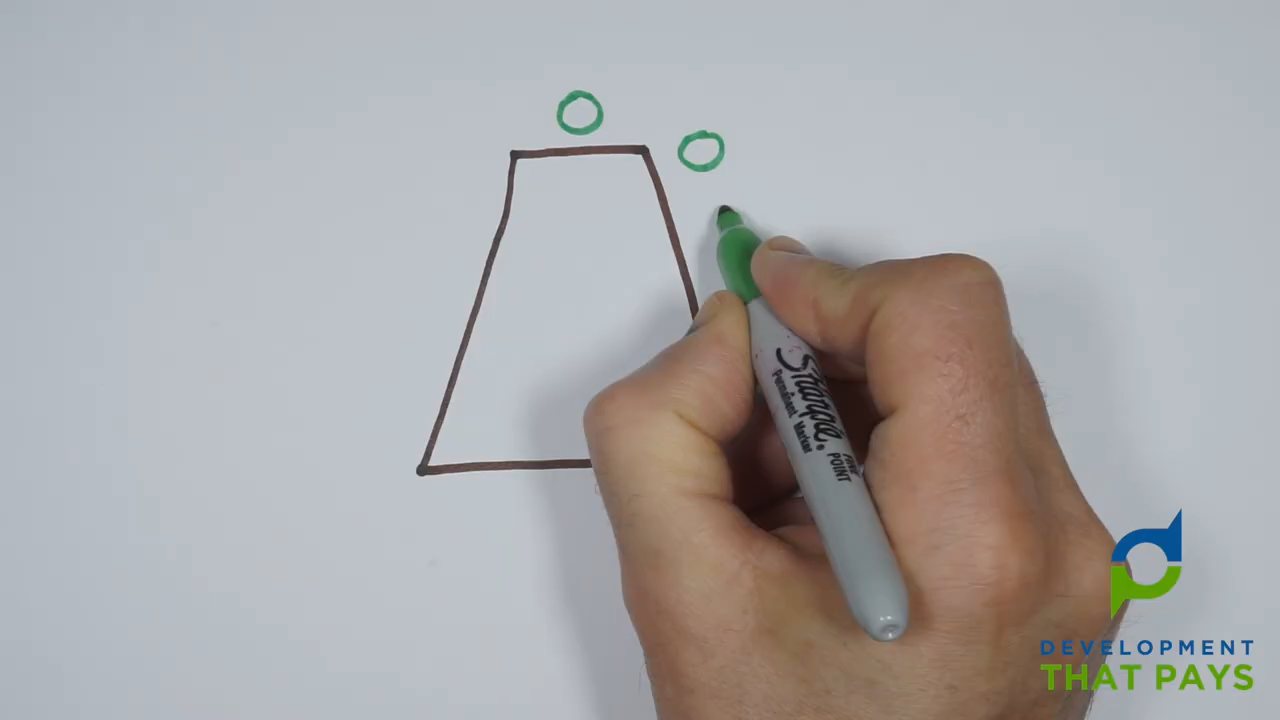 Sharpie.
Permanent Marker
FINE
POINT
DEVELOPMENT
THAT PAYS